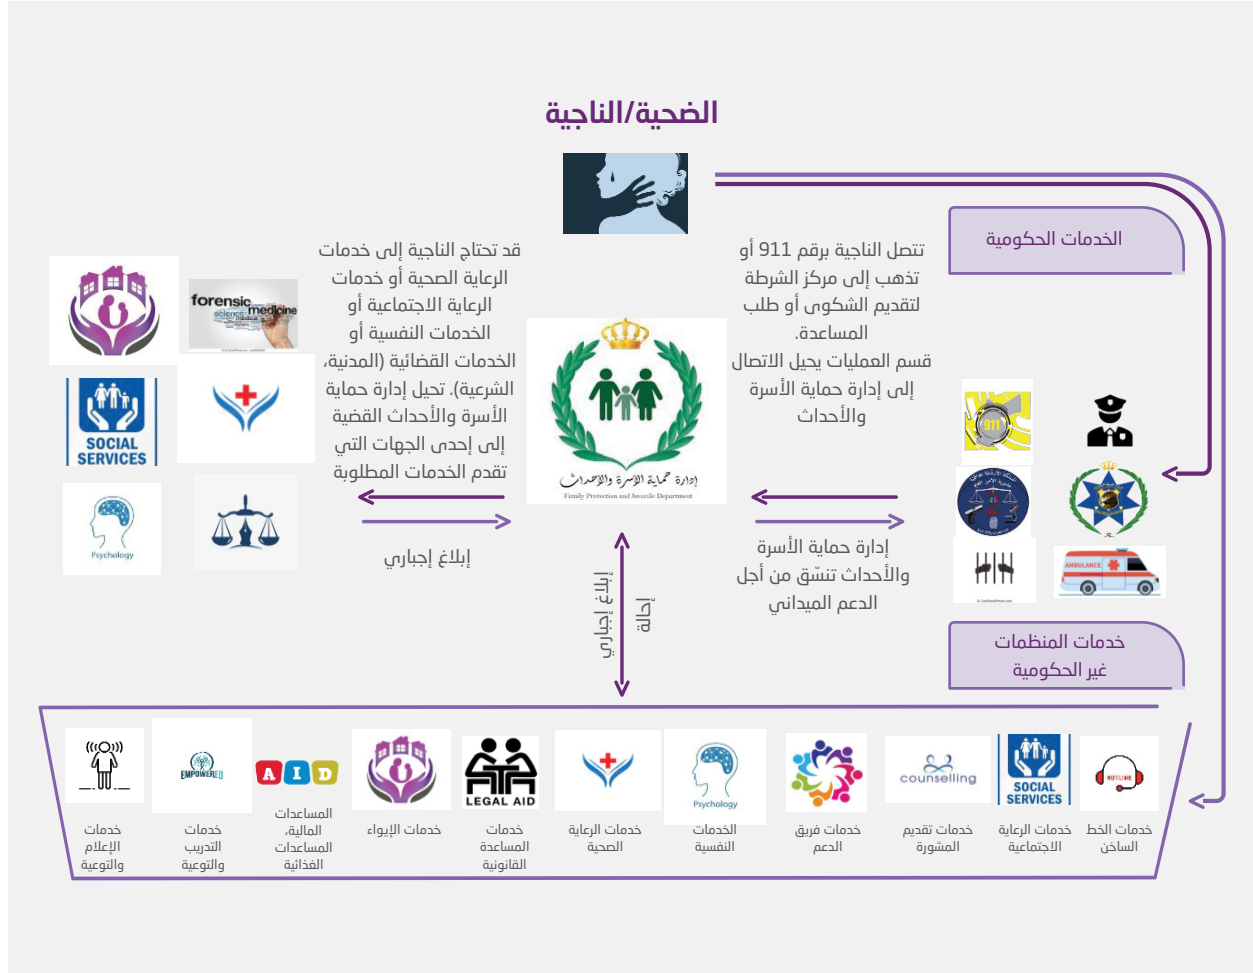 الضحية/الناجية
الخدمات الحكومية
تتصل الناجية برقم 911 أو
تذهب إلى مركز الشرطة
لتقديم الشكوى أو طلب
المساعدة.
قسم العمليات يحيل الاتصال
إلى إدارة حماية الأسرة
والأحداث
قد تحتاج الناجية إلى خدمات
الرعاية الصحية أو خدمات
الرعاية الاجتماعية أو
الخدمات النفسية أو
الخدمات القضائية (المدنية،
الشرعية). تحيل إدارة حماية
الأسرة والأحداث القضية
إلى إحدى الجهات التي
تقدم الخدمات المطلوبة
إدارة حماية الأسرة والأحداث
Family Protection and Juvenile Department
forensic
science
medicine
medical
SOCIAL
SERVICES
Psychology
911
AMBULANCE
إبلاغ إجباري
إدارة حماية الأسرة
والأحداث تنسّق من أجل
الدعم الميداني
إبلاغ إجباري
إحالة
خدمات المنظمات
غير الحكومية
HOTLINE
خدمات الخط
الساخن
SOCIAL
SERVICES
خدمات الرعاية
الاجتماعية
counselling
خدمات تقديم
المشورة
خدمات فريق
الدعم
Psychology
الخدمات
النفسية
خدمات الرعاية
الصحية
LEGAL AID
خدمات
المساعدة
القانونية
خدمات الإيواء
AID
المساعدات
المالية،
المساعدات
الغذائية
EMPOWERED
خدمات
التدريب
والتوعية
خدمات
الإعلام
والتوعية